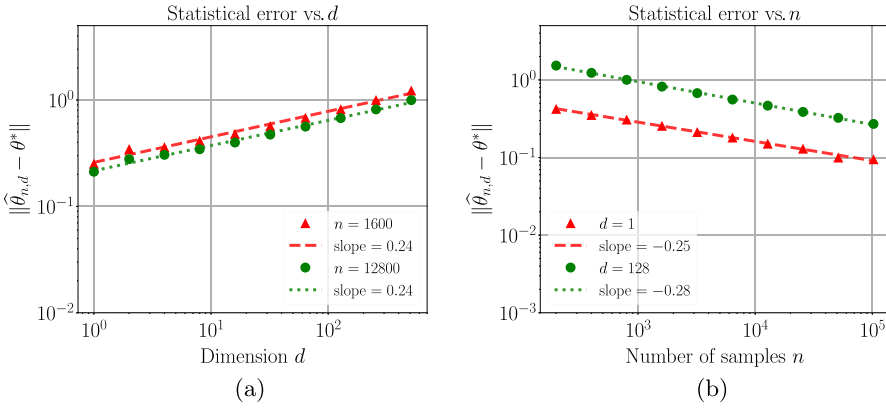 Statistical error vs. d
10^0
10^{-1}
10^{-2}
||\hat{θ}_{n,d} − θ*||
n = 1600
slope = 0.24
n = 12800
slope = 0.24
10^0
10^1
10^2
Dimension d
(a)
Statistical error vs. n
10^0
10^{-1}
10^{-2}
10^{-3}
||\hat{θ}_{n,d} − θ*||
d = 1
slope = −0.25
d = 128
slope = −0.28
10^3
10^4
10^5
Number of samples n
(b)